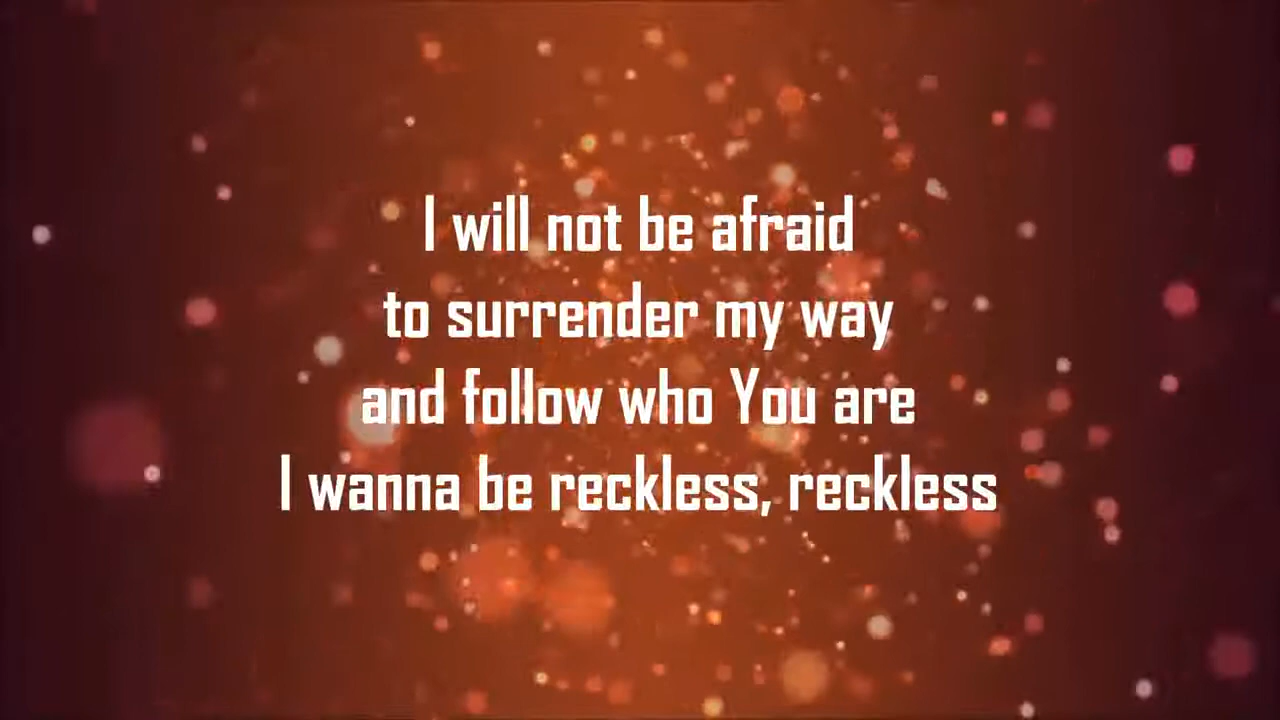 I will not be afraid
to surrender my way
and follow who You are
I wanna be reckless, reckless